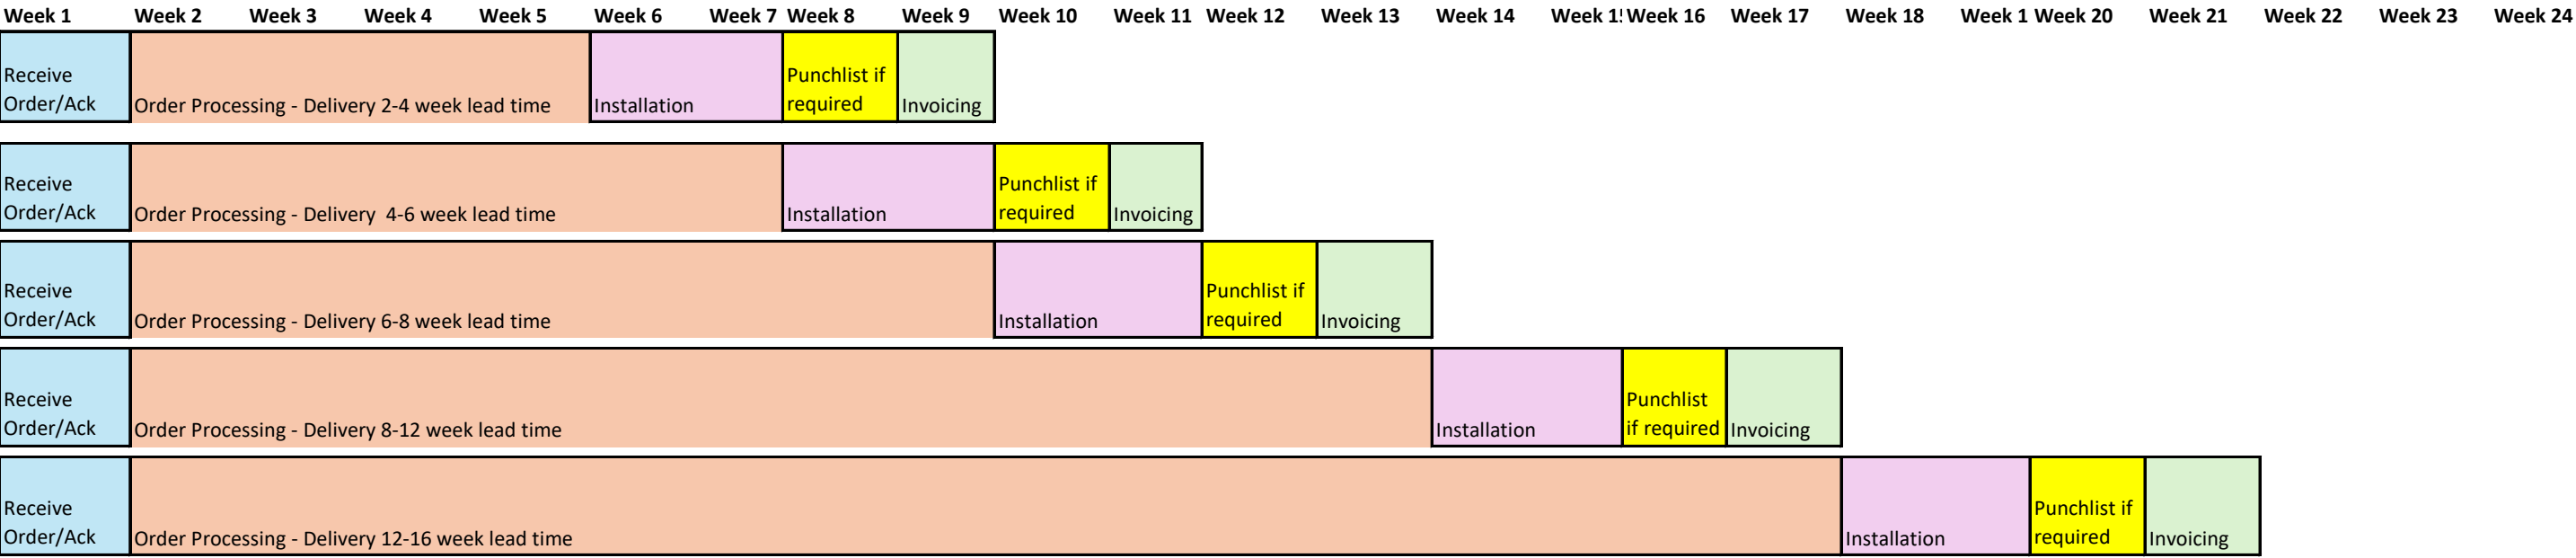 Week 1 Week 2 Week 3 Week 4 Week 5 Week 6 Week 7 Week 8 Week 9 Week 10 Week 11 Week 12 Week 13 Week 14 Week 1 Week 16 Week 17 Week 18 Week 1 Week 20 Week 21 Week 22 Week 23 Week 24
Receive
Order/Ack
Order Processing - Delivery 2-4 week lead time
Installation
Punchlist if
required
Invoicing
Receive
Order/Ack
Order Processing - Delivery  4-6 week lead time
Installation
Punchlist if
required
Invoicing
Receive
Order/Ack
Order Processing - Delivery 6-8 week lead time
Installation
Punchlist if
required
Invoicing
Receive
Order/Ack
Order Processing - Delivery 8-12 week lead time
Installation
Punchlist
if required
Invoicing
Receive
Order/Ack
Order Processing - Delivery 12-16 week lead time
Installation
Punchlist if
required
Invoicing